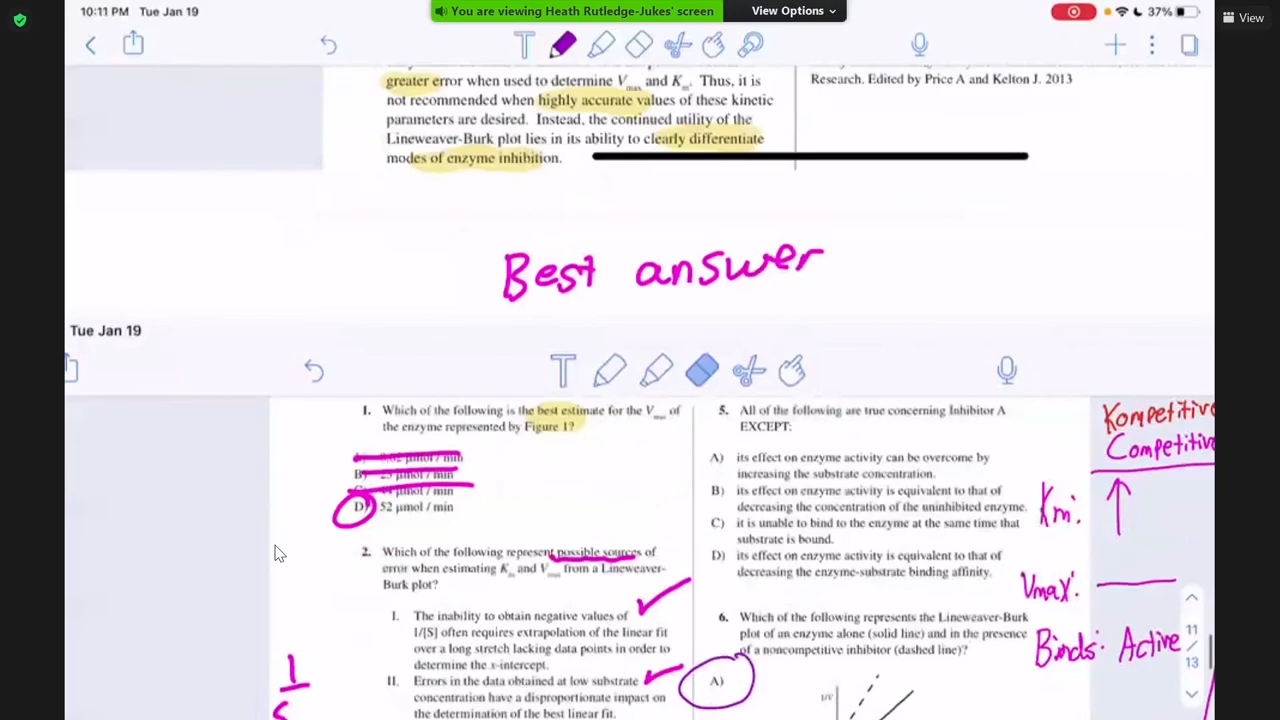 10:11 PM Tue Jan 19
You are viewing Heath Rutledge-Jukes' screen
View Options
37%
View
greater error when used to determine Vmax and Km. Thus, it is
not recommended when highly accurate values of these kinetic
parameters are desired. Instead, the continued utility of the
Lineweaver-Burk plot lies in its ability to clearly differentiate
modes of enzyme inhibition.
Research. Edited by Price A and Kelton J. 2013
Best answer
Tue Jan 19
1. Which of the following is the best estimate for the Vmax of
the enzyme represented by Figure 1?
μmol / min
B) μmol / min
μmol / min
D) 52 μmol / min
2. Which of the following represent possible sources of
error when estimating Km and Vmax from a Lineweaver-
Burk plot?
I. The inability to obtain negative values of
1/[S] often requires extrapolation of the linear fit
over a long stretch lacking data points in order to
determine the x-intercept.
II. Errors in the data obtained at low substrate
concentration have a disproportionate impact on
the determination of the best linear fit.
1
S
5. All of the following are true concerning Inhibitor A
EXCEPT:
A) its effect on enzyme activity can be overcome by
increasing the substrate concentration.
B) its effect on enzyme activity is equivalent to that of
decreasing the concentration of the uninhibited enzyme.
C) it is unable to bind to the enzyme at the same time that
substrate is bound.
D) its effect on enzyme activity is equivalent to that of
decreasing the enzyme-substrate binding affinity.
6. Which of the following represents the Lineweaver-Burk
plot of an enzyme alone (solid line) and in the presence
of a noncompetitive inhibitor (dashed line)?
A)
1/V
Kompetitive
Competitive
Km: ↑
Vmax:
Binds: Active
11
13